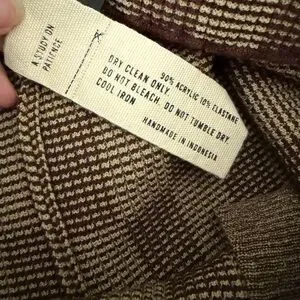 A STUDY ON
PATIENCE
90% ACRYLIC 10% ELASTANE
DRY CLEAN ONLY
DO NOT BLEACH DO NOT TUMBLE DRY
COOL IRON
HANDMADE IN INDONESIA